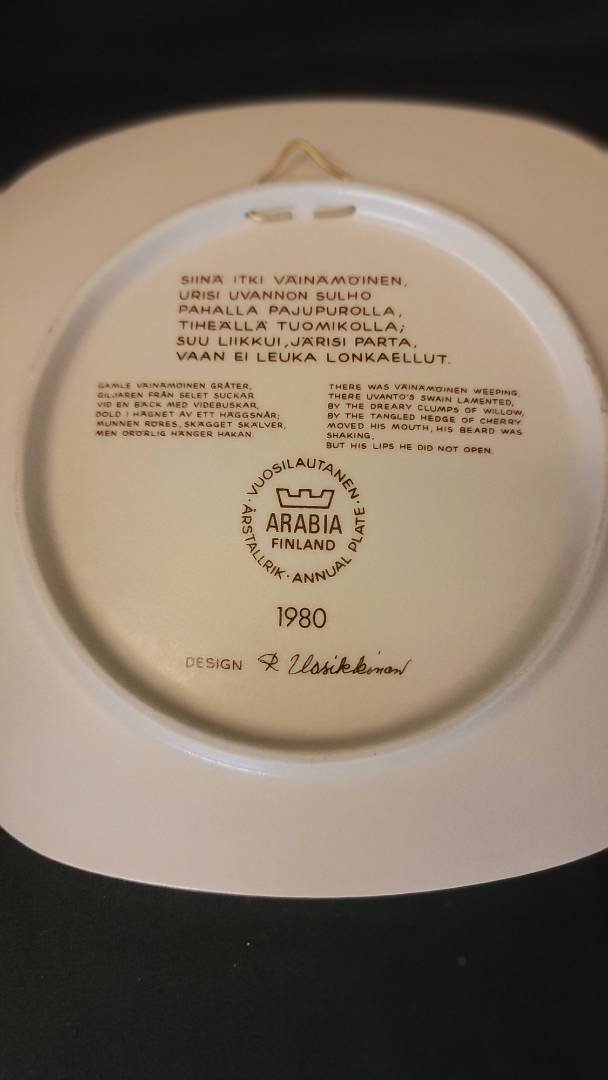 SIINÄ ITKI VÄINÄMÖINEN,
URISI UVANNON SULHO
PAHALLA PAJUPUROLLA,
TIHEÄLLÄ TUOMIKOLLA;
SUU LIIKKUI, JÄRISI PARTA,
VAAN EI LEUKA LONKAELLUT.
GAMLE VÄINÄMÖINEN GRÅTER,
GILJAREN FRÅN SELET SUCKAR
VID EN BÄCK MED VIDEBUSKAR,
DOLD I HÄGNET AV ETT HÄGGSNÅR;
MUNNEN RÖRES, SKÄGGET SKÄLVER,
MEN ORÖRLIG HÄNGER HAKAN.
THERE WAS VÄINÄMÖINEN WEEPING,
THERE UVANTO'S SWAIN LAMENTED,
BY THE DREARY CLUMPS OF WILLOW,
BY THE TANGLED HEDGE OF CHERRY
MOVED HIS MOUTH, HIS BEARD WAS
SHAKING,
BUT HIS LIPS HE DID NOT OPEN.
· VUOSILAUTANEN · ANNUAL PLATE · ÅRSTALLRIK
ARABIA
FINLAND
1980
DESIGN R Uosikkinen